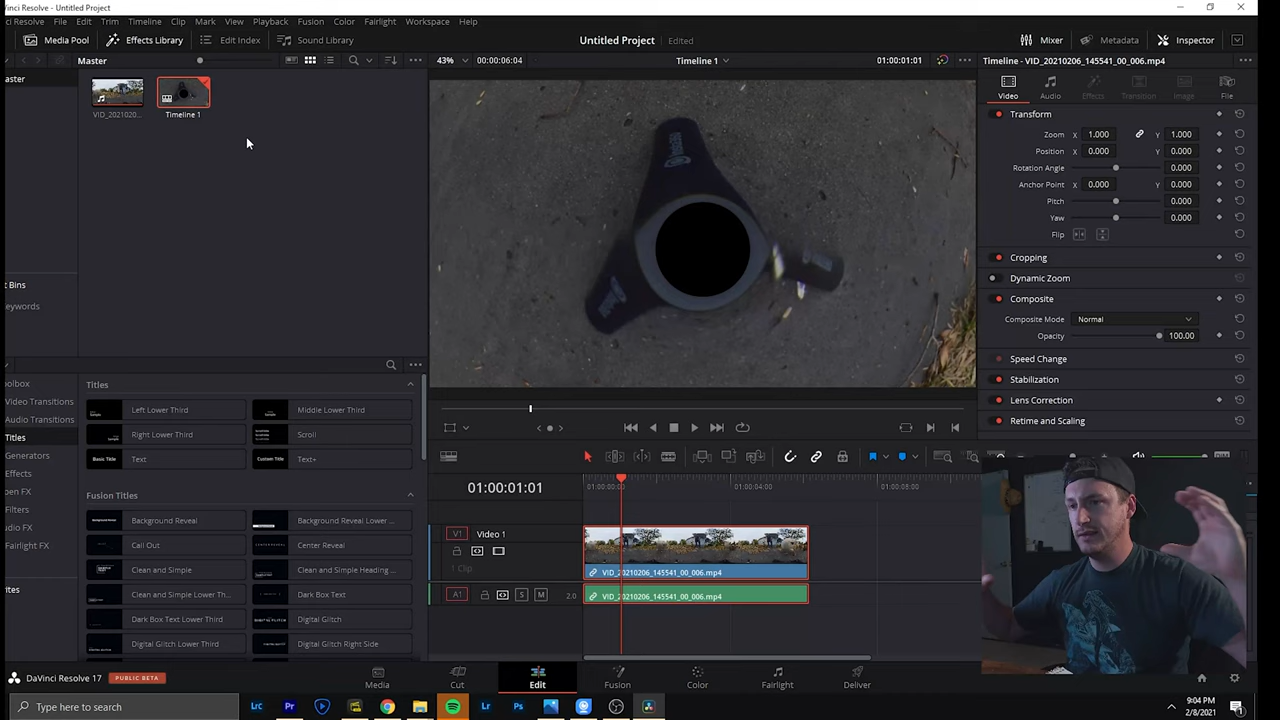 Vinci Resolve - Untitled Project
ci Resolve File Edit Trim Timeline Clip Mark View Playback Fusion Color Fairlight Workspace Help
Media Pool Effects Library Edit Index Sound Library Untitled Project Edited Mixer Metadata Inspector
Master 43% 00:00:06:04 Timeline 1 01:00:01:01 Timeline - VID_20210206_145541_00_006.mp4
aster
VID_2021020... Timeline 1
Video Audio Effects Transition Image File
Transform
Zoom X 1.000 Y 1.000
Position X 0.000 Y 0.000
Rotation Angle 0.000
Anchor Point X 0.000 Y 0.000
Pitch 0.000
Yaw 0.000
Flip
Cropping
Dynamic Zoom
Composite
Composite Mode Normal
Opacity 100.00
Speed Change
Stabilization
Lens Correction
Retime and Scaling
t Bins
eywords
oolbox
Video Transitions
Audio Transitions
Titles
Generators
Effects
pen FX
Filters
udio FX
Fairlight FX
rites
Titles
Left Lower Third Middle Lower Third
Right Lower Third Scroll
Basic Title Text Custom Title Text+
Fusion Titles
Background Reveal Background Reveal Lower ...
Call Out Center Reveal
Clean and Simple Clean and Simple Heading ...
Clean and Simple Lower Th... Dark Box Text
Dark Box Text Lower Third Digital Glitch
Digital Glitch Lower Third Digital Glitch Right Side
01:00:01:01 01:00:00:00 01:00:04:00 01:00:08:00
V1 Video 1
1 Clip
VID_20210206_145541_00_006.mp4
A1 S M 2.0 VID_20210206_145541_00_006.mp4
DaVinci Resolve 17 PUBLIC BETA Media Cut Edit Fusion Color Fairlight Deliver
Type here to search Lrc Pr Lr Ps
9:04 PM
2/8/2021